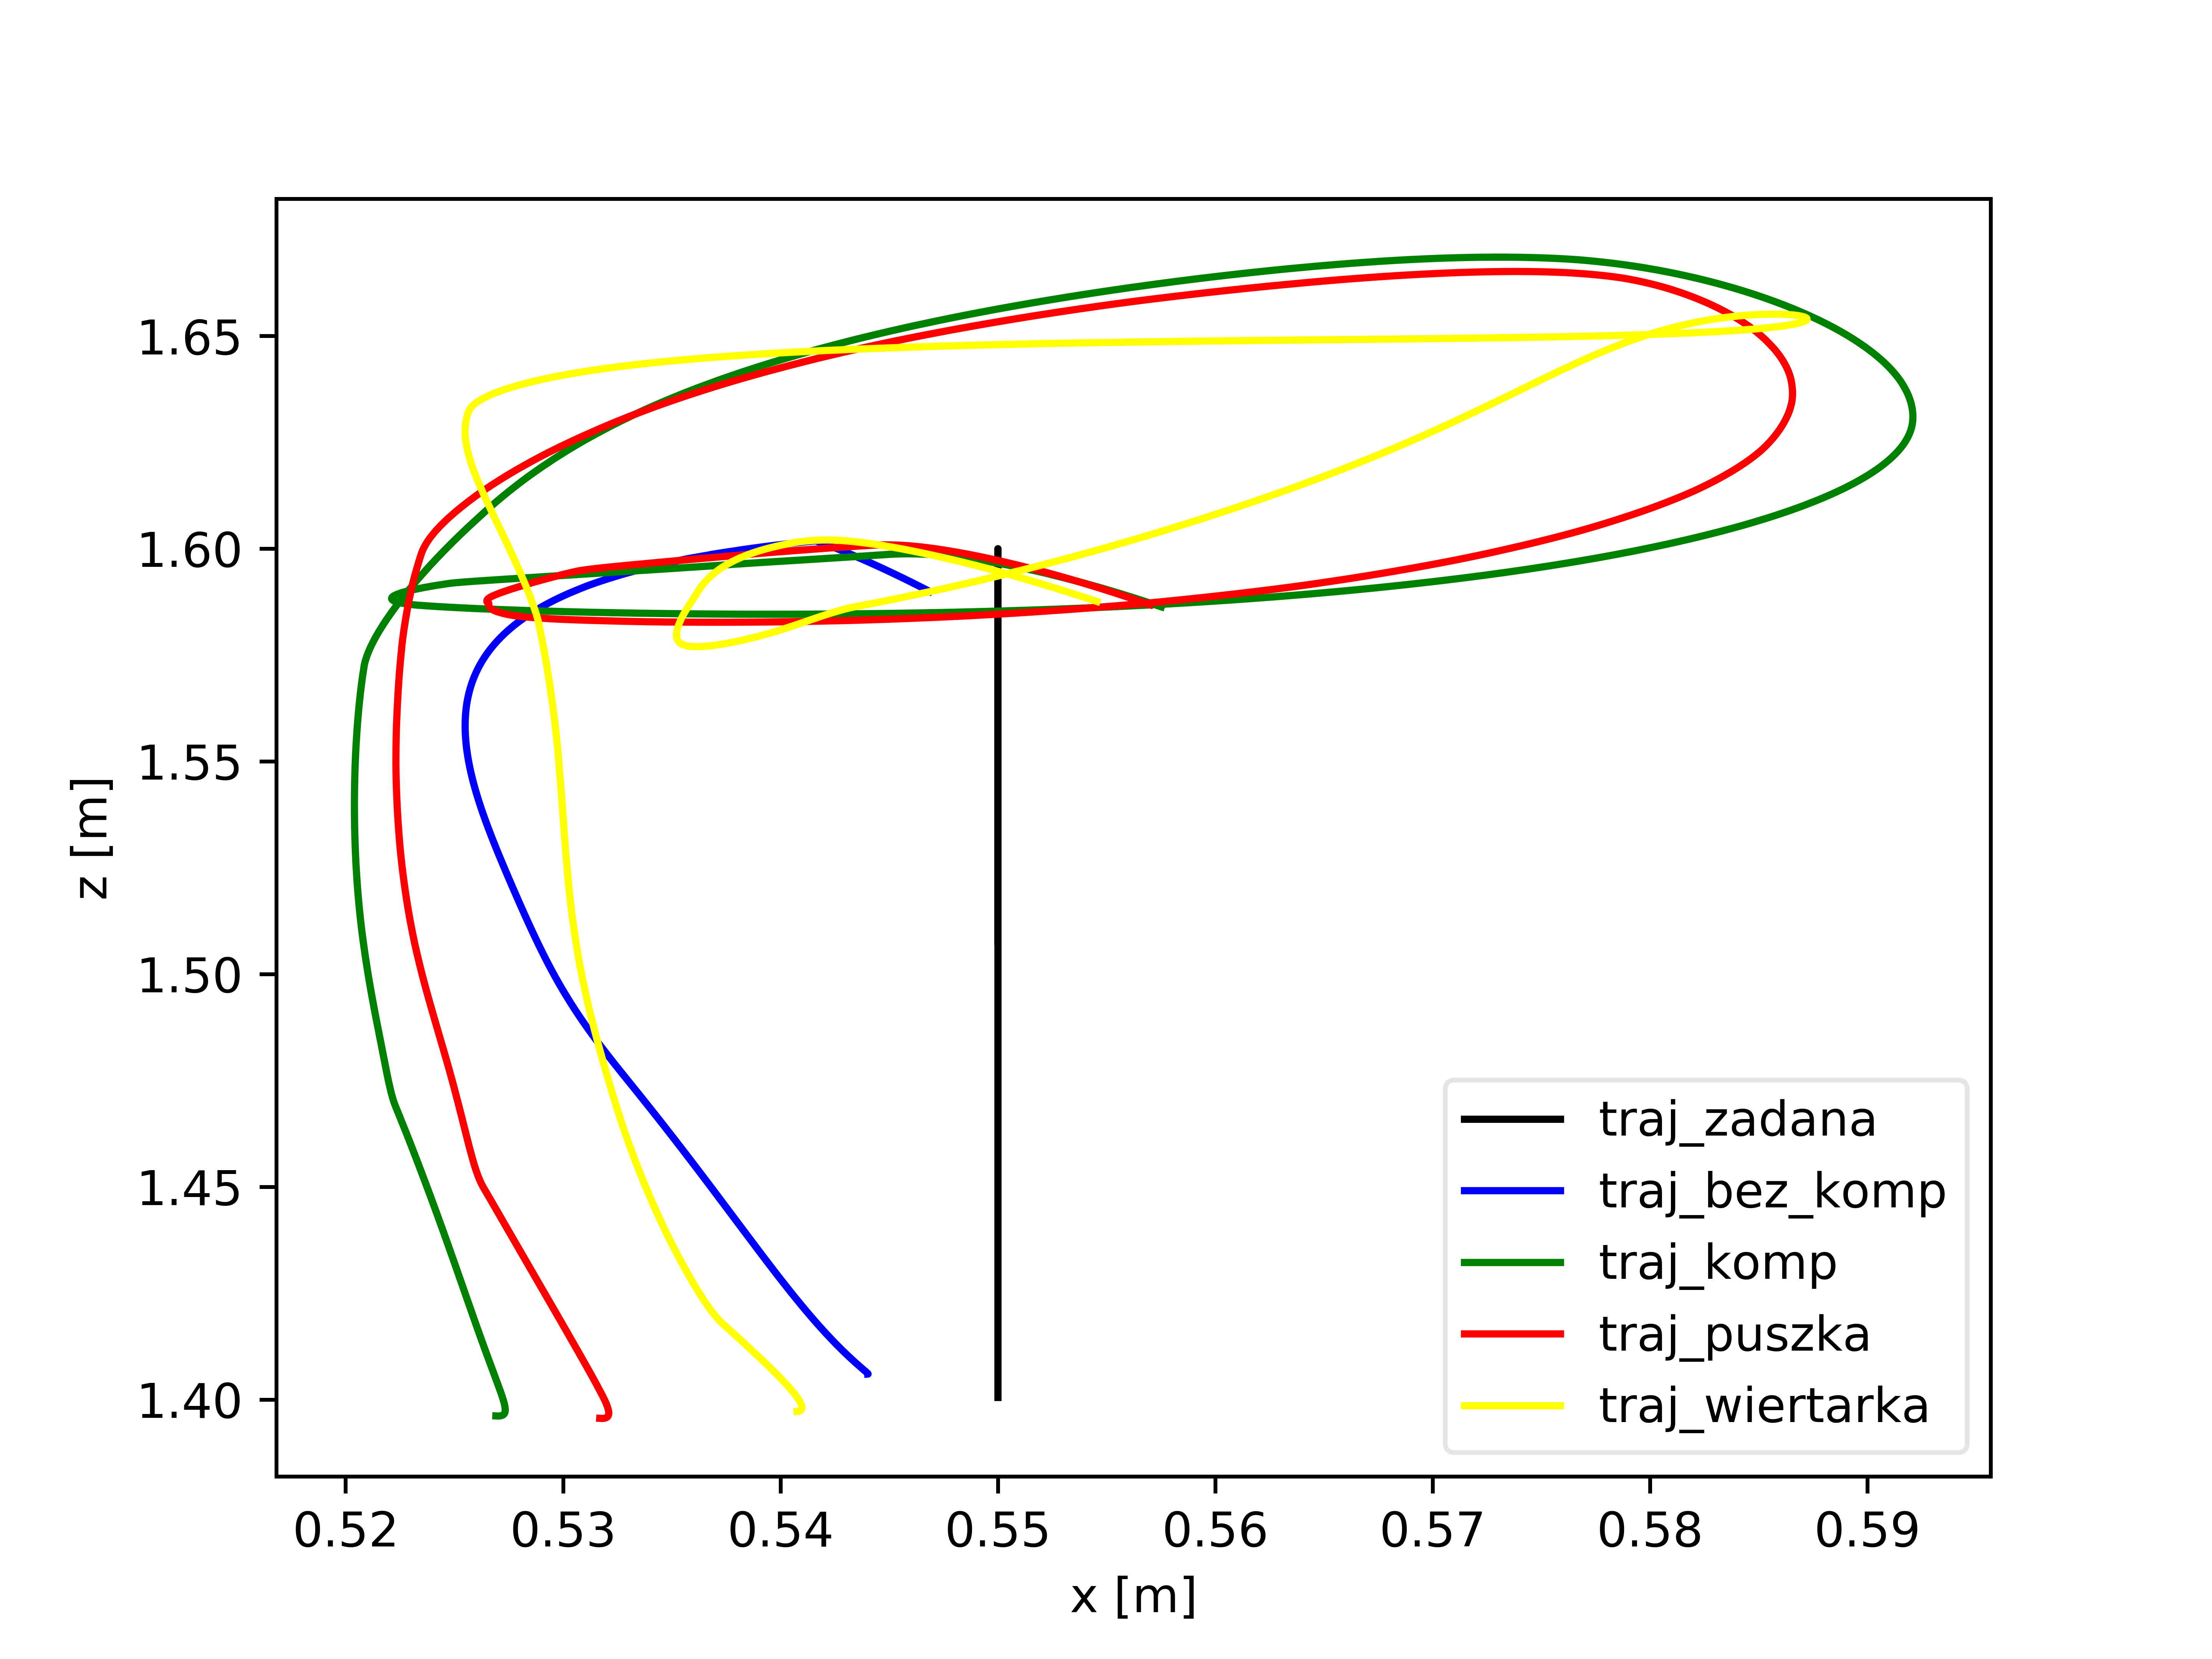 1.65
1.60
1.55
1.50
1.45
1.40
z [m]
0.52 0.53 0.54 0.55 0.56 0.57 0.58 0.59
x [m]
traj_zadana
traj_bez_komp
traj_komp
traj_puszka
traj_wiertarka